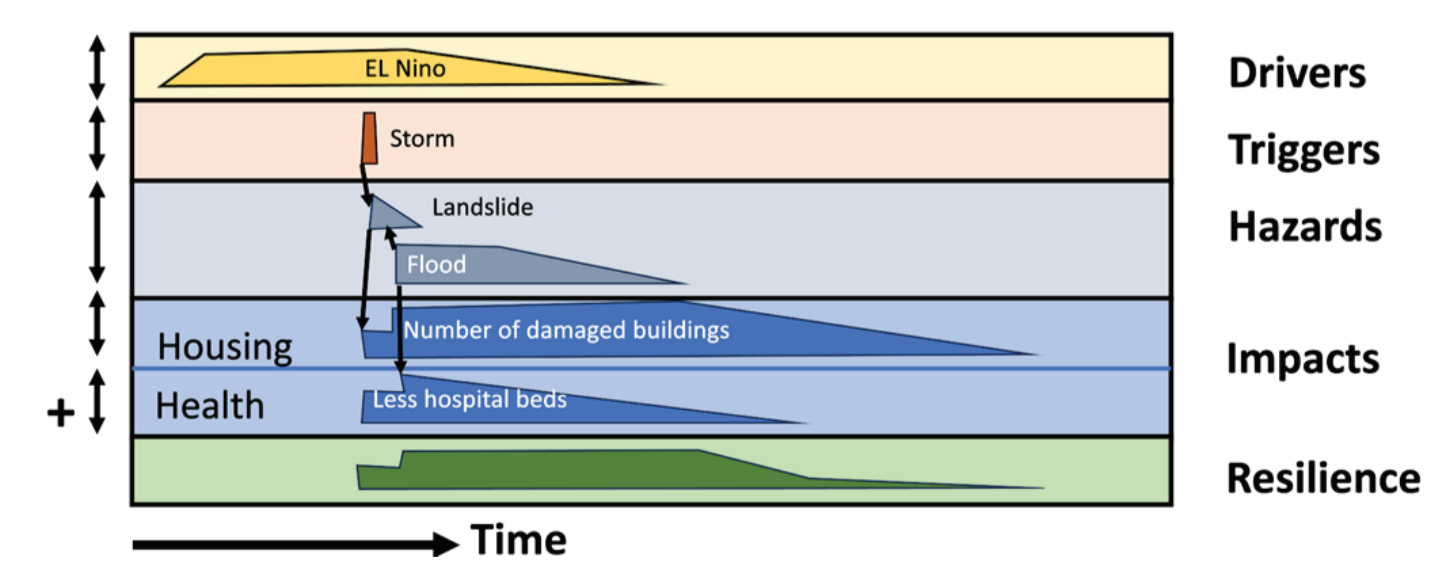 EL Nino
Drivers
Storm
Triggers
Landslide
Hazards
Flood
Number of damaged buildings
Housing
Impacts
Less hospital beds
Health
+
Resilience
Time